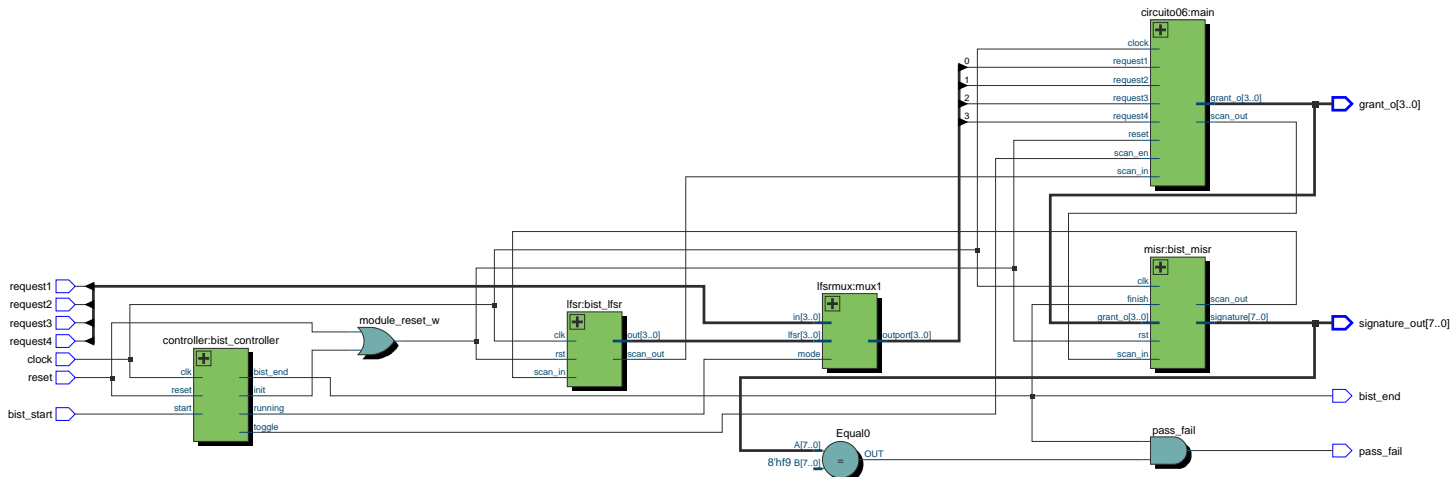 circuito06:main
clock
request1
request2
request3
request4
reset
scan_en
scan_in
grant_o[3..0]
scan_out
0
1
2
3
grant_o[3..0]
misr:bist_misr
clk
finish
grant_o[3..0]
rst
scan_in
scan_out
signature[7..0]
signature_out[7..0]
lfsrmux:mux1
in[3..0]
lfsr[3..0]
mode
outport[3..0]
lfsr:bist_lfsr
clk
rst
scan_in
out[3..0]
scan_out
module_reset_w
request1
request2
request3
request4
clock
reset
bist_start
controller:bist_controller
clk
reset
start
bist_end
init
running
toggle
bist_end
Equal0
A[7..0]
8'hf9 B[7..0]
=
OUT
pass_fail
pass_fail